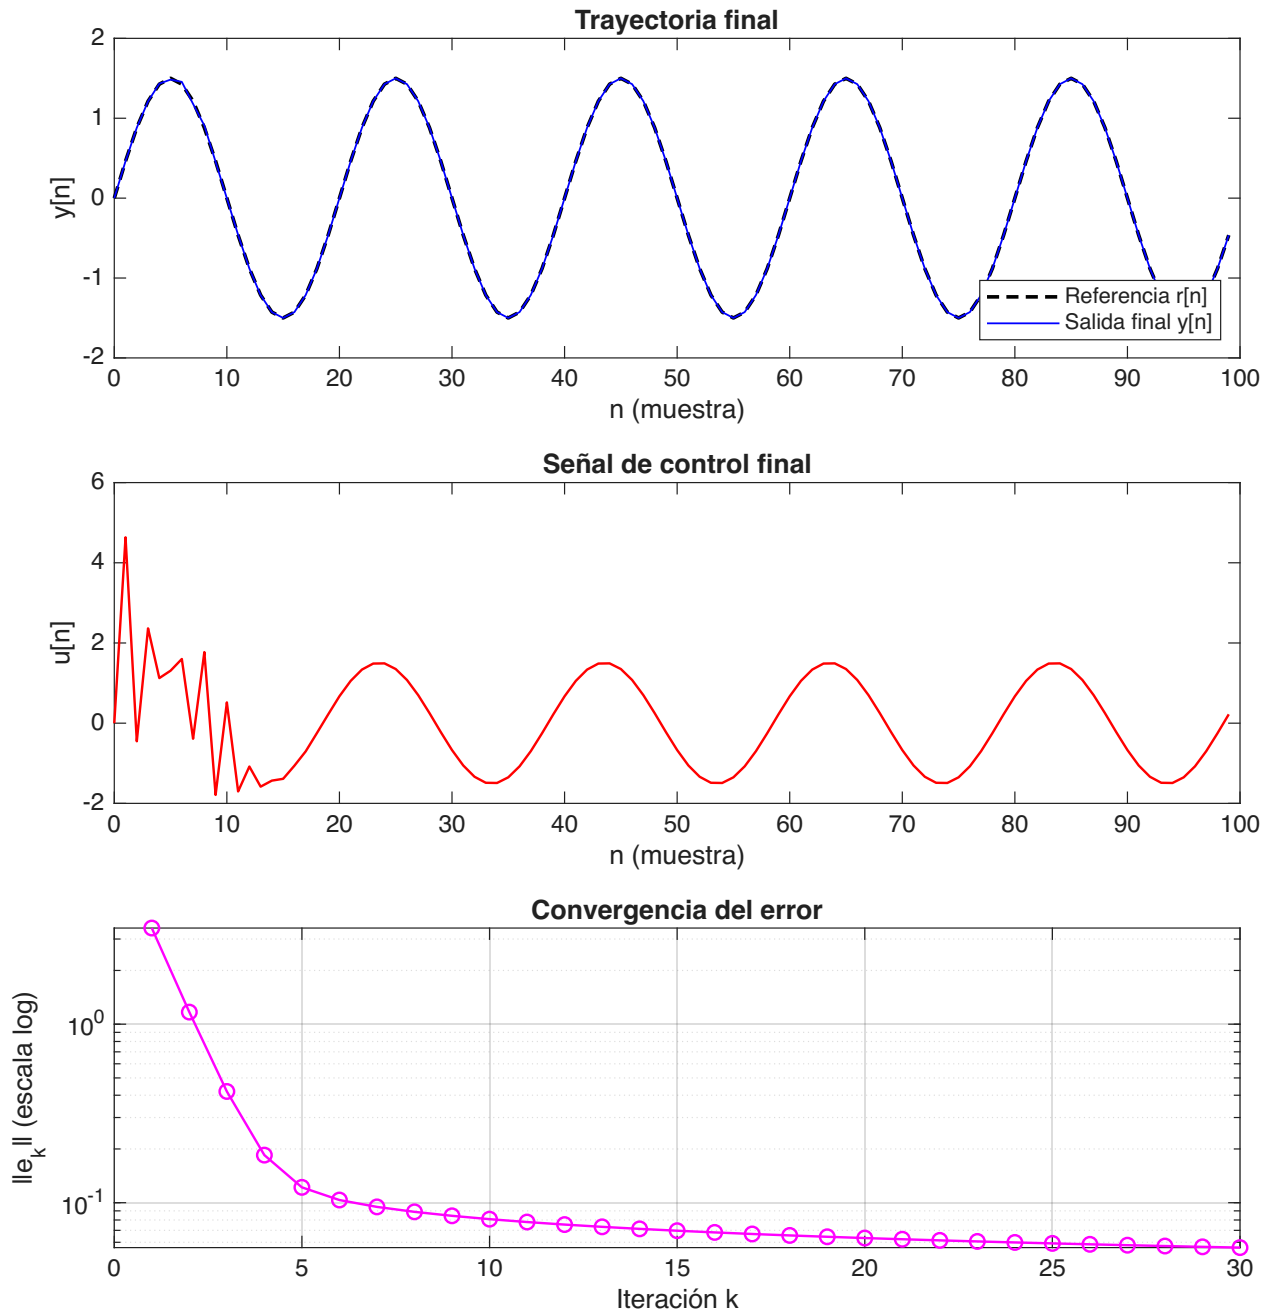 Trayectoria final
2
1
0
-1
-2
y[n]
0 10 20 30 40 50 60 70 80 90 100
n (muestra)
Referencia r[n]
Salida final y[n]
Señal de control final
6
4
2
0
-2
u[n]
0 10 20 30 40 50 60 70 80 90 100
n (muestra)
Convergencia del error
10^0
10^-1
||e_k|| (escala log)
0 5 10 15 20 25 30
Iteración k